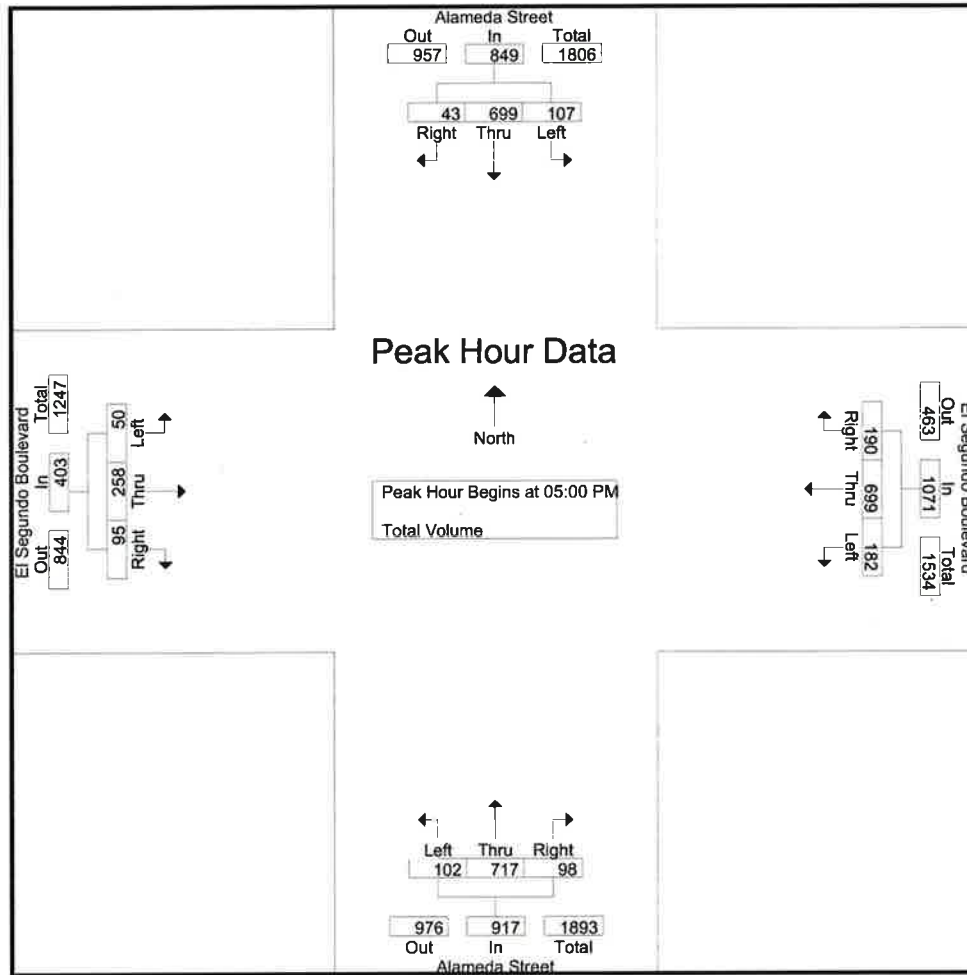 Alameda Street
Out In Total
957 849 1806
43 699 107
Right Thru Left
Peak Hour Data
North
Peak Hour Begins at 05:00 PM
Total Volume
El Segundo Boulevard
Total In Out
1247 403 844
50 258 95
Left Thru Right
El Segundo Boulevard
Out In Total
463 1071 1534
190 699 182
Right Thru Left
Left Thru Right
102 717 98
976 917 1893
Out In Total
Alameda Street